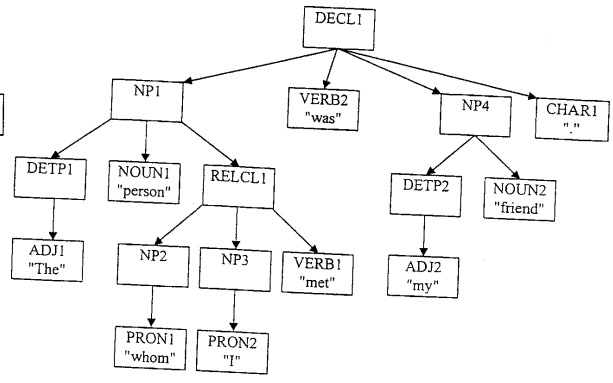 DECL1
NP1
VERB2
"was"
NP4
CHAR1
"."
DETP1
NOUN1
"person"
RELCL1
DETP2
NOUN2
"friend"
ADJ1
"The"
NP2
NP3
VERB1
"met"
ADJ2
"my"
PRON1
"whom"
PRON2
"I"